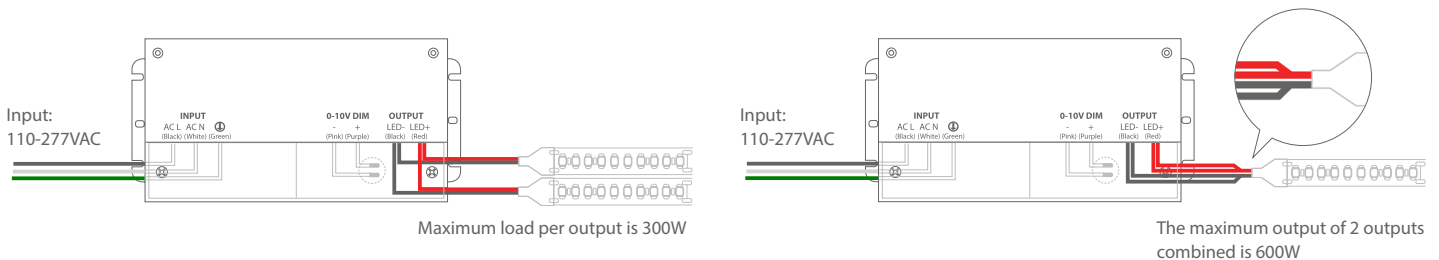 Input:
110-277VAC
INPUT
AC L AC N
(Black) (White) (Green)
0-10V DIM
- +
(Pink) (Purple)
OUTPUT
LED- LED+
(Black) (Red)
Maximum load per output is 300W
Input:
110-277VAC
INPUT
AC L AC N
(Black) (White) (Green)
0-10V DIM
- +
(Pink) (Purple)
OUTPUT
LED- LED+
(Black) (Red)
The maximum output of 2 outputs
combined is 600W